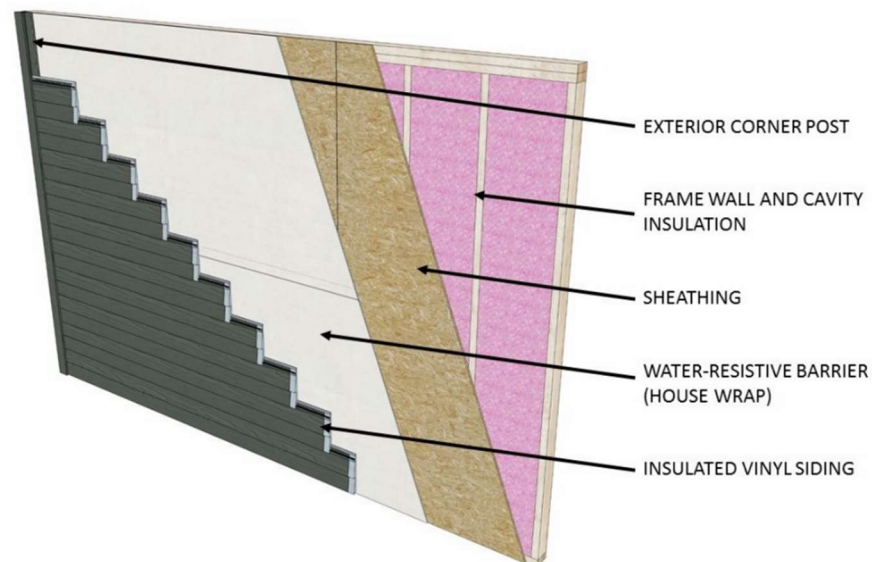 EXTERIOR CORNER POST
FRAME WALL AND CAVITY
INSULATION
SHEATHING
WATER-RESISTIVE BARRIER
(HOUSE WRAP)
INSULATED VINYL SIDING